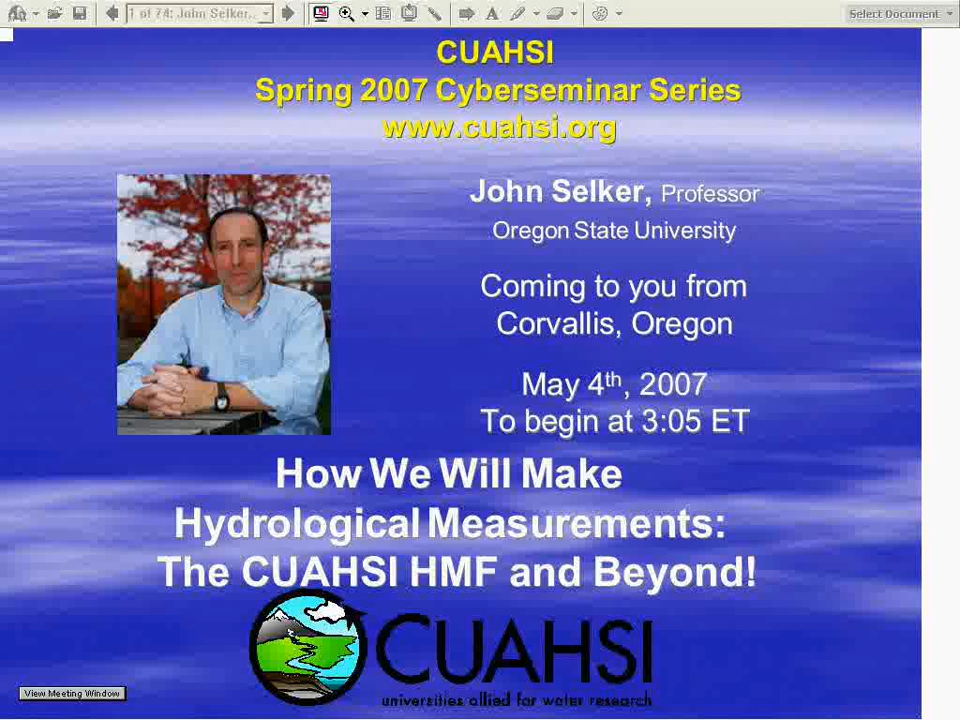 1 of 74: John Selker,...
Select Document
CUAHSI
Spring 2007 Cyberseminar Series
www.cuahsi.org
John Selker, Professor
Oregon State University
Coming to you from
Corvallis, Oregon
May 4th, 2007
To begin at 3:05 ET
How We Will Make
Hydrological Measurements:
The CUAHSI HMF and Beyond!
CUAHSI
universities allied for water research
View Meeting Window